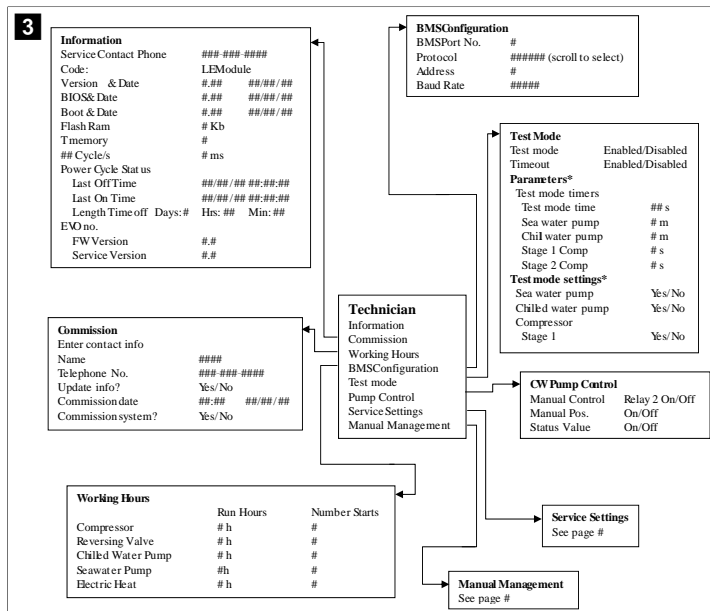 3
Information
Service Contact Phone ###-###-####
Code: LEModule
Version & Date #.## ##/##/##
BIOS& Date #.## ##/##/##
Boot & Date #.## ##/##/##
Flash Ram # Kb
Tmemory #
## Cycle/s # ms
Power Cycle Status
Last Off Time ##/##/## ##:##:##
Last On Time ##/##/## ##:##:##
Length Time off Days: # Hrs: ## Min: ##
EVO no.
FW Version #.#
Service Version #.#
BMSConfiguration
BMSPort No. #
Protocol ###### (scroll to select)
Address #
Baud Rate #####
Test Mode
Test mode Enabled/Disabled
Timeout Enabled/Disabled
Parameters*
Test mode timers
Test mode time ## s
Sea water pump # m
Chill water pump # m
Stage 1 Comp # s
Stage 2 Comp # s
Test mode settings*
Sea water pump Yes/No
Chilled water pump Yes/No
Compressor
Stage 1 Yes/No
Technician
Information
Commission
Working Hours
BMSConfiguration
Test mode
Pump Control
Service Settings
Manual Management
Commission
Enter contact info
Name ####
Telephone No. ###-###-####
Update info? Yes/No
Commission date ##:## ##/##/##
Commission system? Yes/No
CW Pump Control
Manual Control Relay 2 On/Off
Manual Pos. On/Off
Status Value On/Off
Working Hours
Run Hours Number Starts
Compressor # h #
Reversing Valve # h #
Chilled Water Pump # h #
Seawater Pump #h #
Electric Heat # h #
Service Settings
See page #
Manual Management
See page #